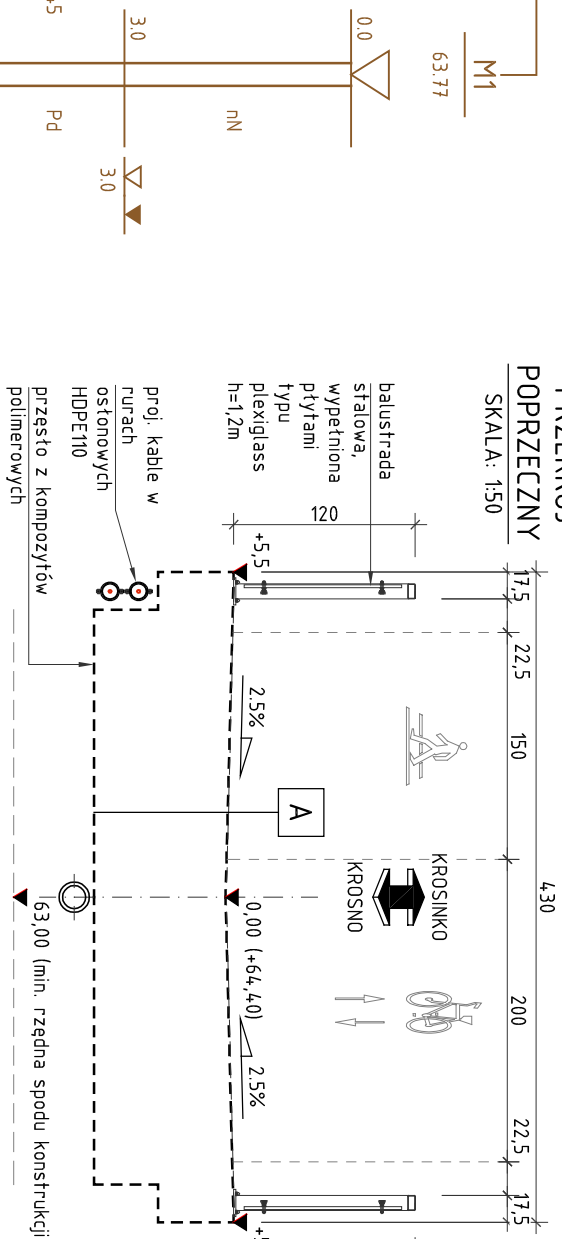 M1
63.77
0.0
3.0
+5
nN
Pd
3.0
POPRZECZNY
SKALA: 1:50
430
17,5
22,5
150
200
22,5
17,5
KROSINKO
KROSNO
balustrada
stalowa,
wypełniona
płytami
typu
plexiglass
h=1,2m
120
+5,5
2.5%
A
0,00 (+64,40)
2.5%
proj. kable w
rurach
osłonowych
HDPE110
przęsło z kompozytów
polimerowych
63,00 (min. rzędna spodu konstrukcji